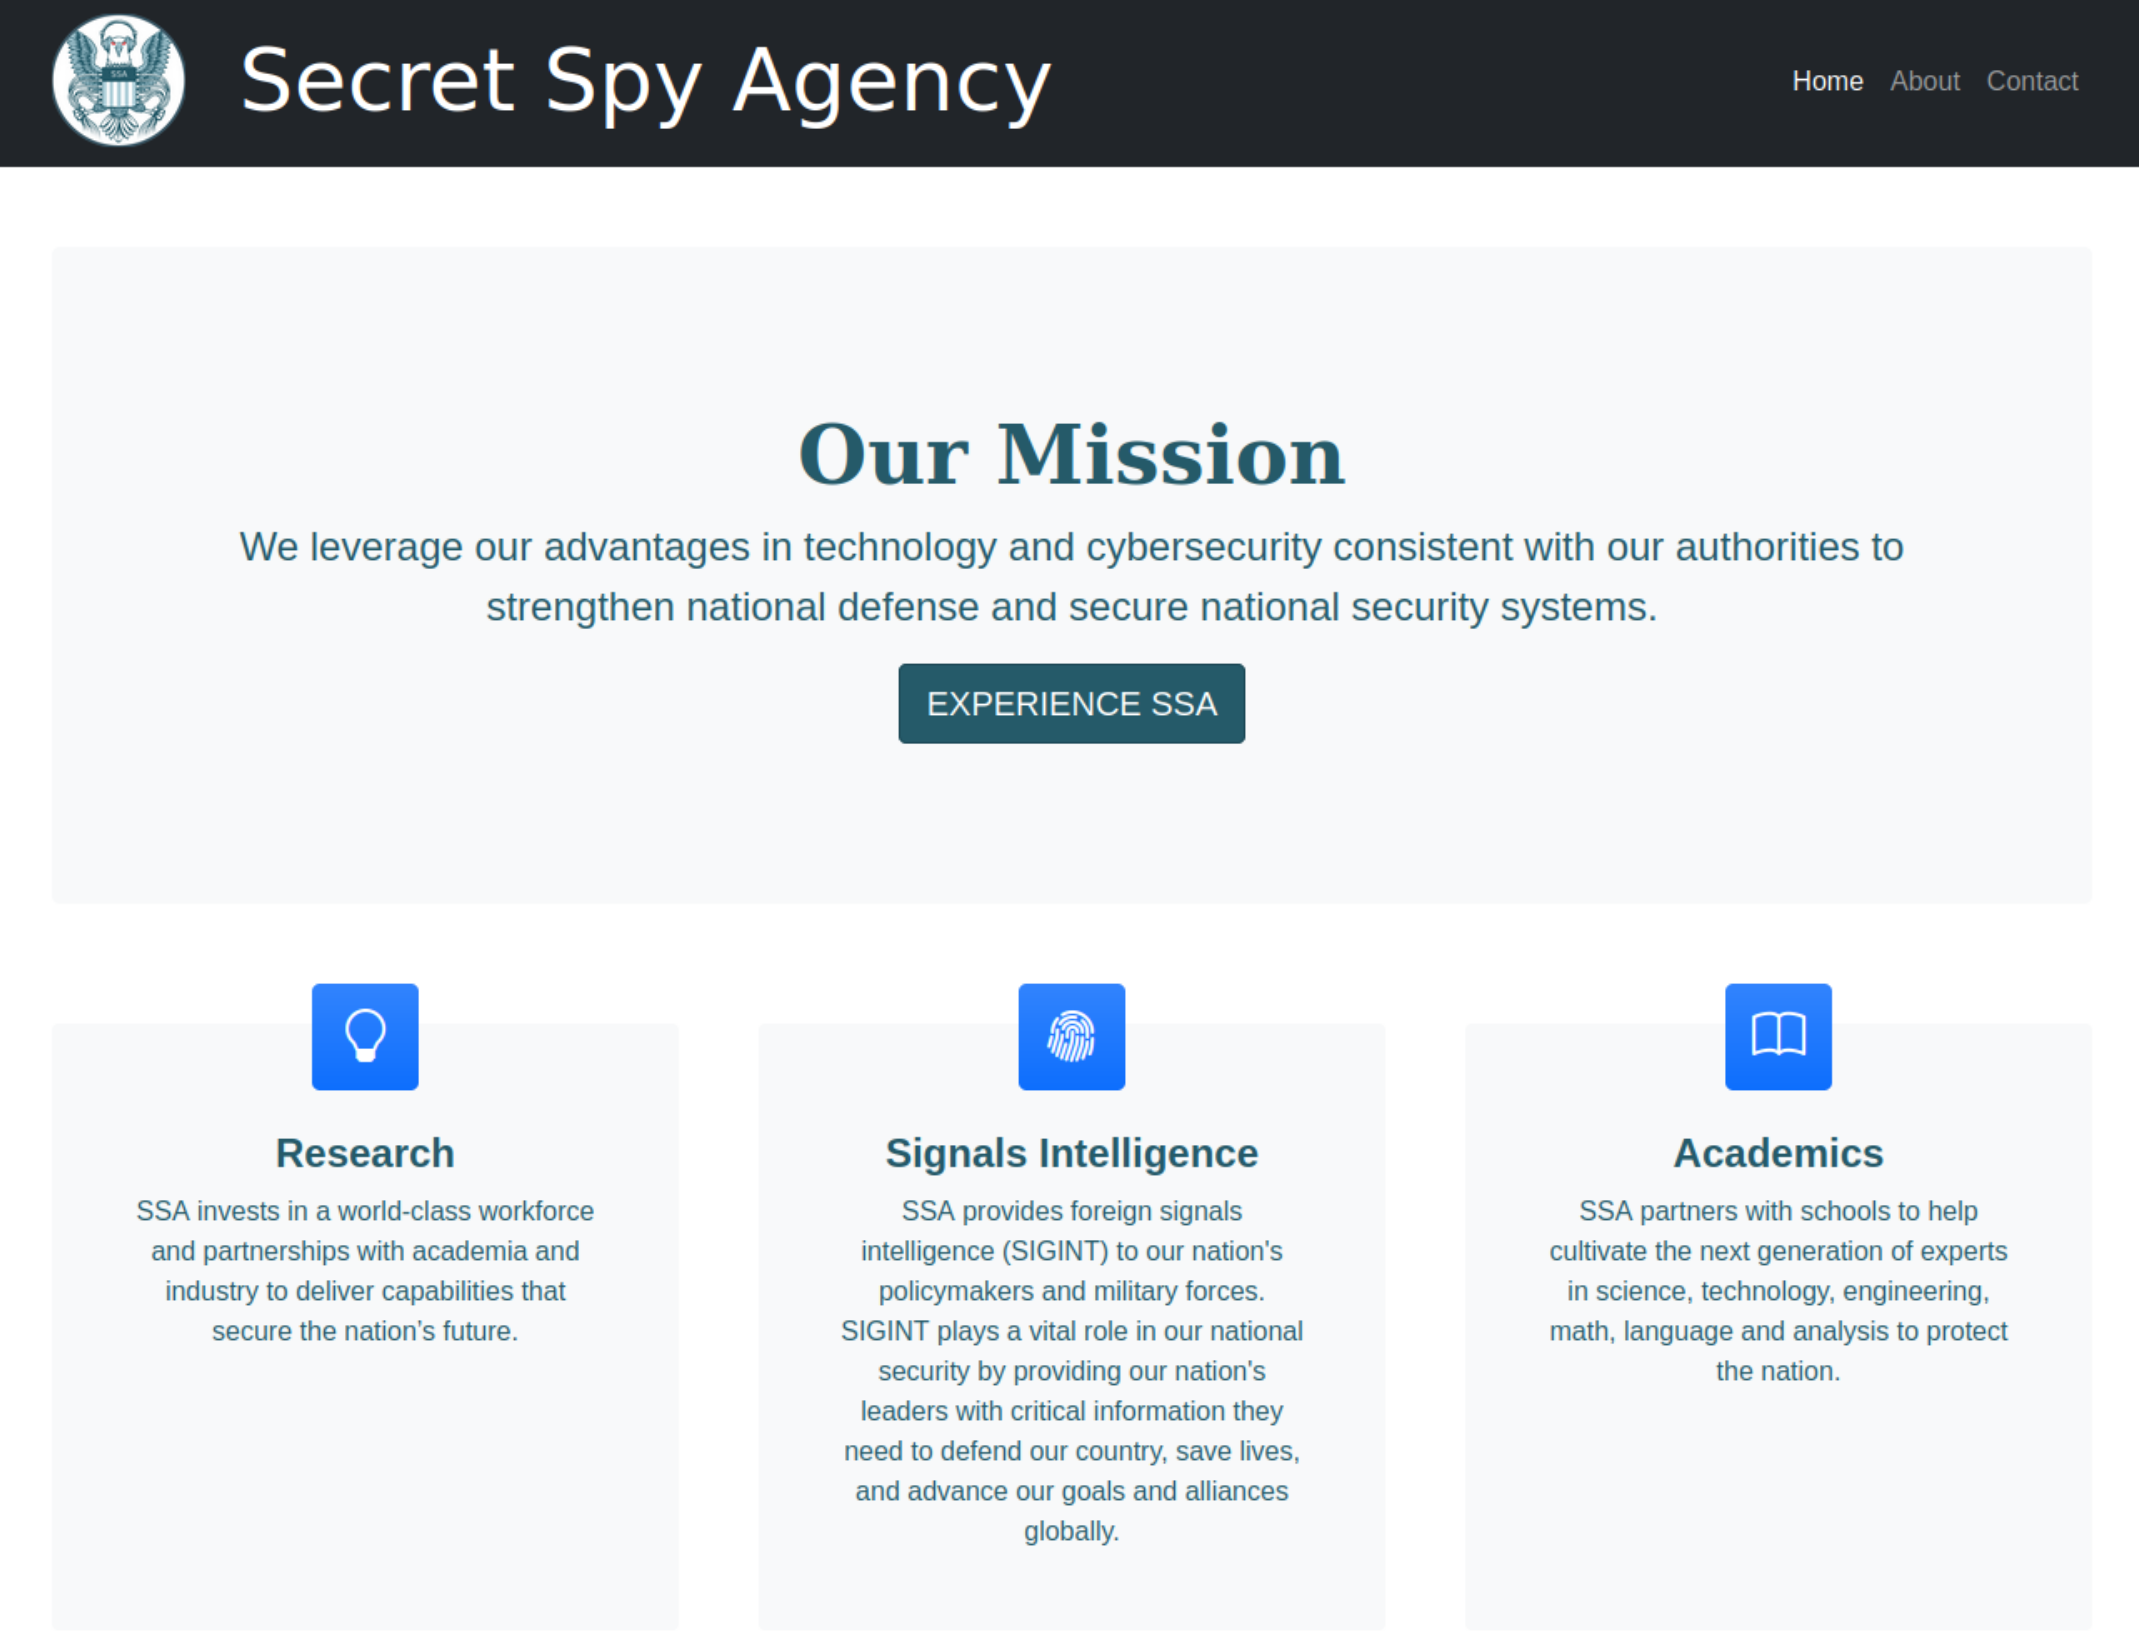 SSA
Secret Spy Agency
Home About Contact
Our Mission
We leverage our advantages in technology and cybersecurity consistent with our authorities to
strengthen national defense and secure national security systems.
EXPERIENCE SSA
Research
SSA invests in a world-class workforce
and partnerships with academia and
industry to deliver capabilities that
secure the nation’s future.
Signals Intelligence
SSA provides foreign signals
intelligence (SIGINT) to our nation's
policymakers and military forces.
SIGINT plays a vital role in our national
security by providing our nation's
leaders with critical information they
need to defend our country, save lives,
and advance our goals and alliances
globally.
Academics
SSA partners with schools to help
cultivate the next generation of experts
in science, technology, engineering,
math, language and analysis to protect
the nation.